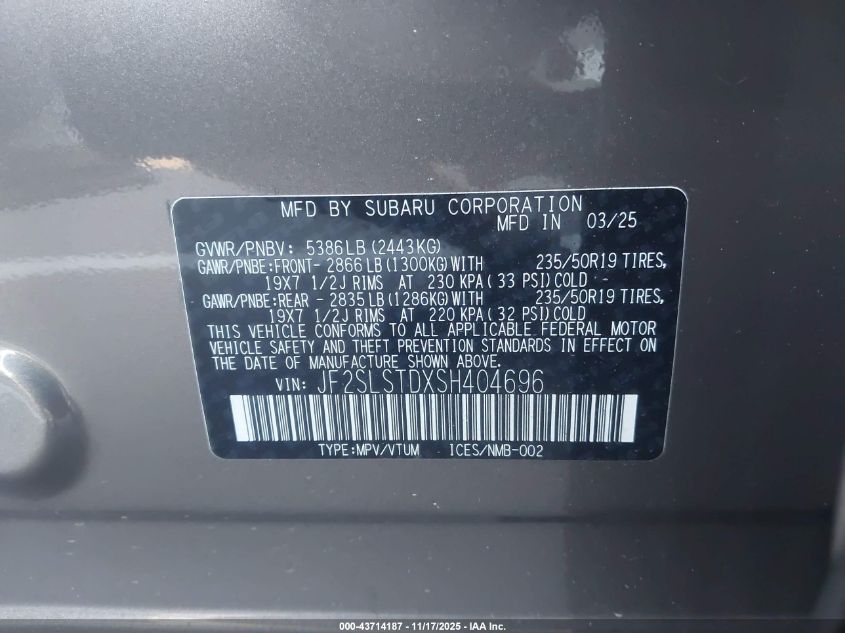 MFD BY SUBARU CORPORATION
MFD IN 03/25
GVWR/PNBV: 5386LB(2443KG)
GAWR/PNBE:FRONT- 2866LB(1300KG)WITH 235/50R19 TIRES,
19X7 1/2J RIMS AT 230 KPA( 33 PSI)COLD -
GAWR/PNBE:REAR - 2835LB(1286KG)WITH 235/50R19 TIRES,
19X7 1/2J RIMS AT 220 KPA( 32 PSI)COLD
THIS VEHICLE CONFORMS TO ALL APPLICABLE FEDERAL MOTOR
VEHICLE SAFETY AND THEFT PREVENTION STANDARDS IN EFFECT ON
THE DATE OF MANUFACTURE SHOWN ABOVE.
VIN: JF2SLSTDXSH404696
TYPE:MPV/VTUM ICES/NMB-002
000-43714187 - 11/17/2025 - IAA Inc.